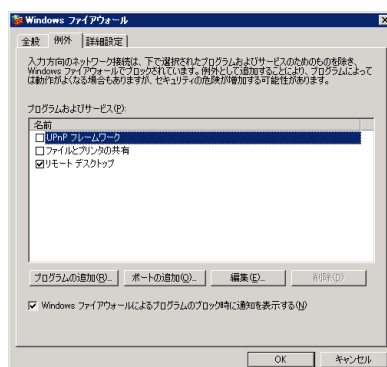 Windows ファイアウォール
全般 例外 詳細設定
入力方向のネットワーク接続は、下で選択されたプログラムおよびサービスのためのものを除き、
Windows ファイアウォールでブロックされています。例外として追加することにより、プログラムによって
は動作がよくなる場合もありますが、セキュリティの危険が増加する可能性があります。
プログラムおよびサービス(P):
名前
UPnP フレームワーク
ファイルとプリンタの共有
リモート デスクトップ
プログラムの追加(R)... ポートの追加(O)... 編集(E)... 削除(D)
Windows ファイアウォールによるプログラムのブロック時に通知を表示する(N)
OK キャンセル